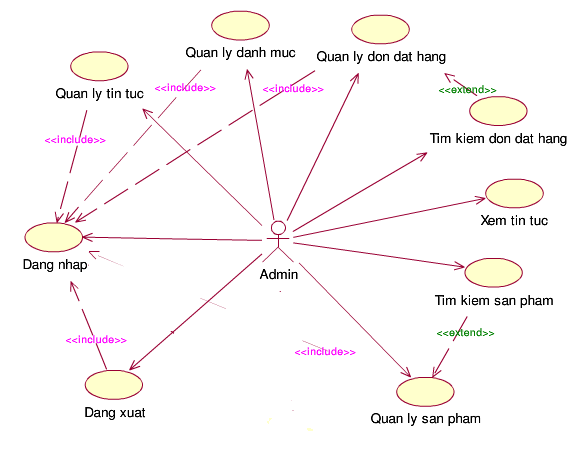 Quan ly danh muc
Quan ly don dat hang
Quan ly tin tuc
<<include>>
<<include>>
<<extend>>
<<include>>
Tim kiem don dat hang
Xem tin tuc
Dang nhap
Admin
Tim kiem san pham
<<include>>
<<extend>>
<<include>>
Dang xuat
Quan ly san pham